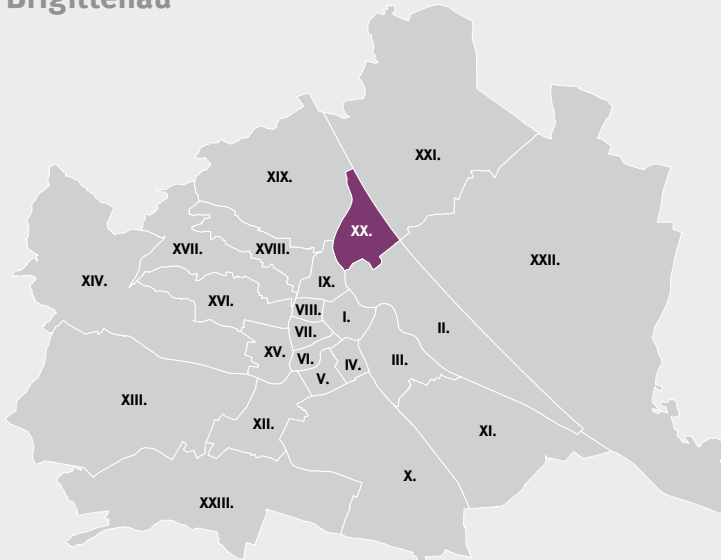 Brigittenau
XXI.
XIX.
XX.
XVII.
XVIII.
XXII.
XIV.
IX.
XVI.
VIII.
I.
II.
VII.
XV.
VI.
IV.
III.
V.
XIII.
XII.
XI.
X.
XXIII.